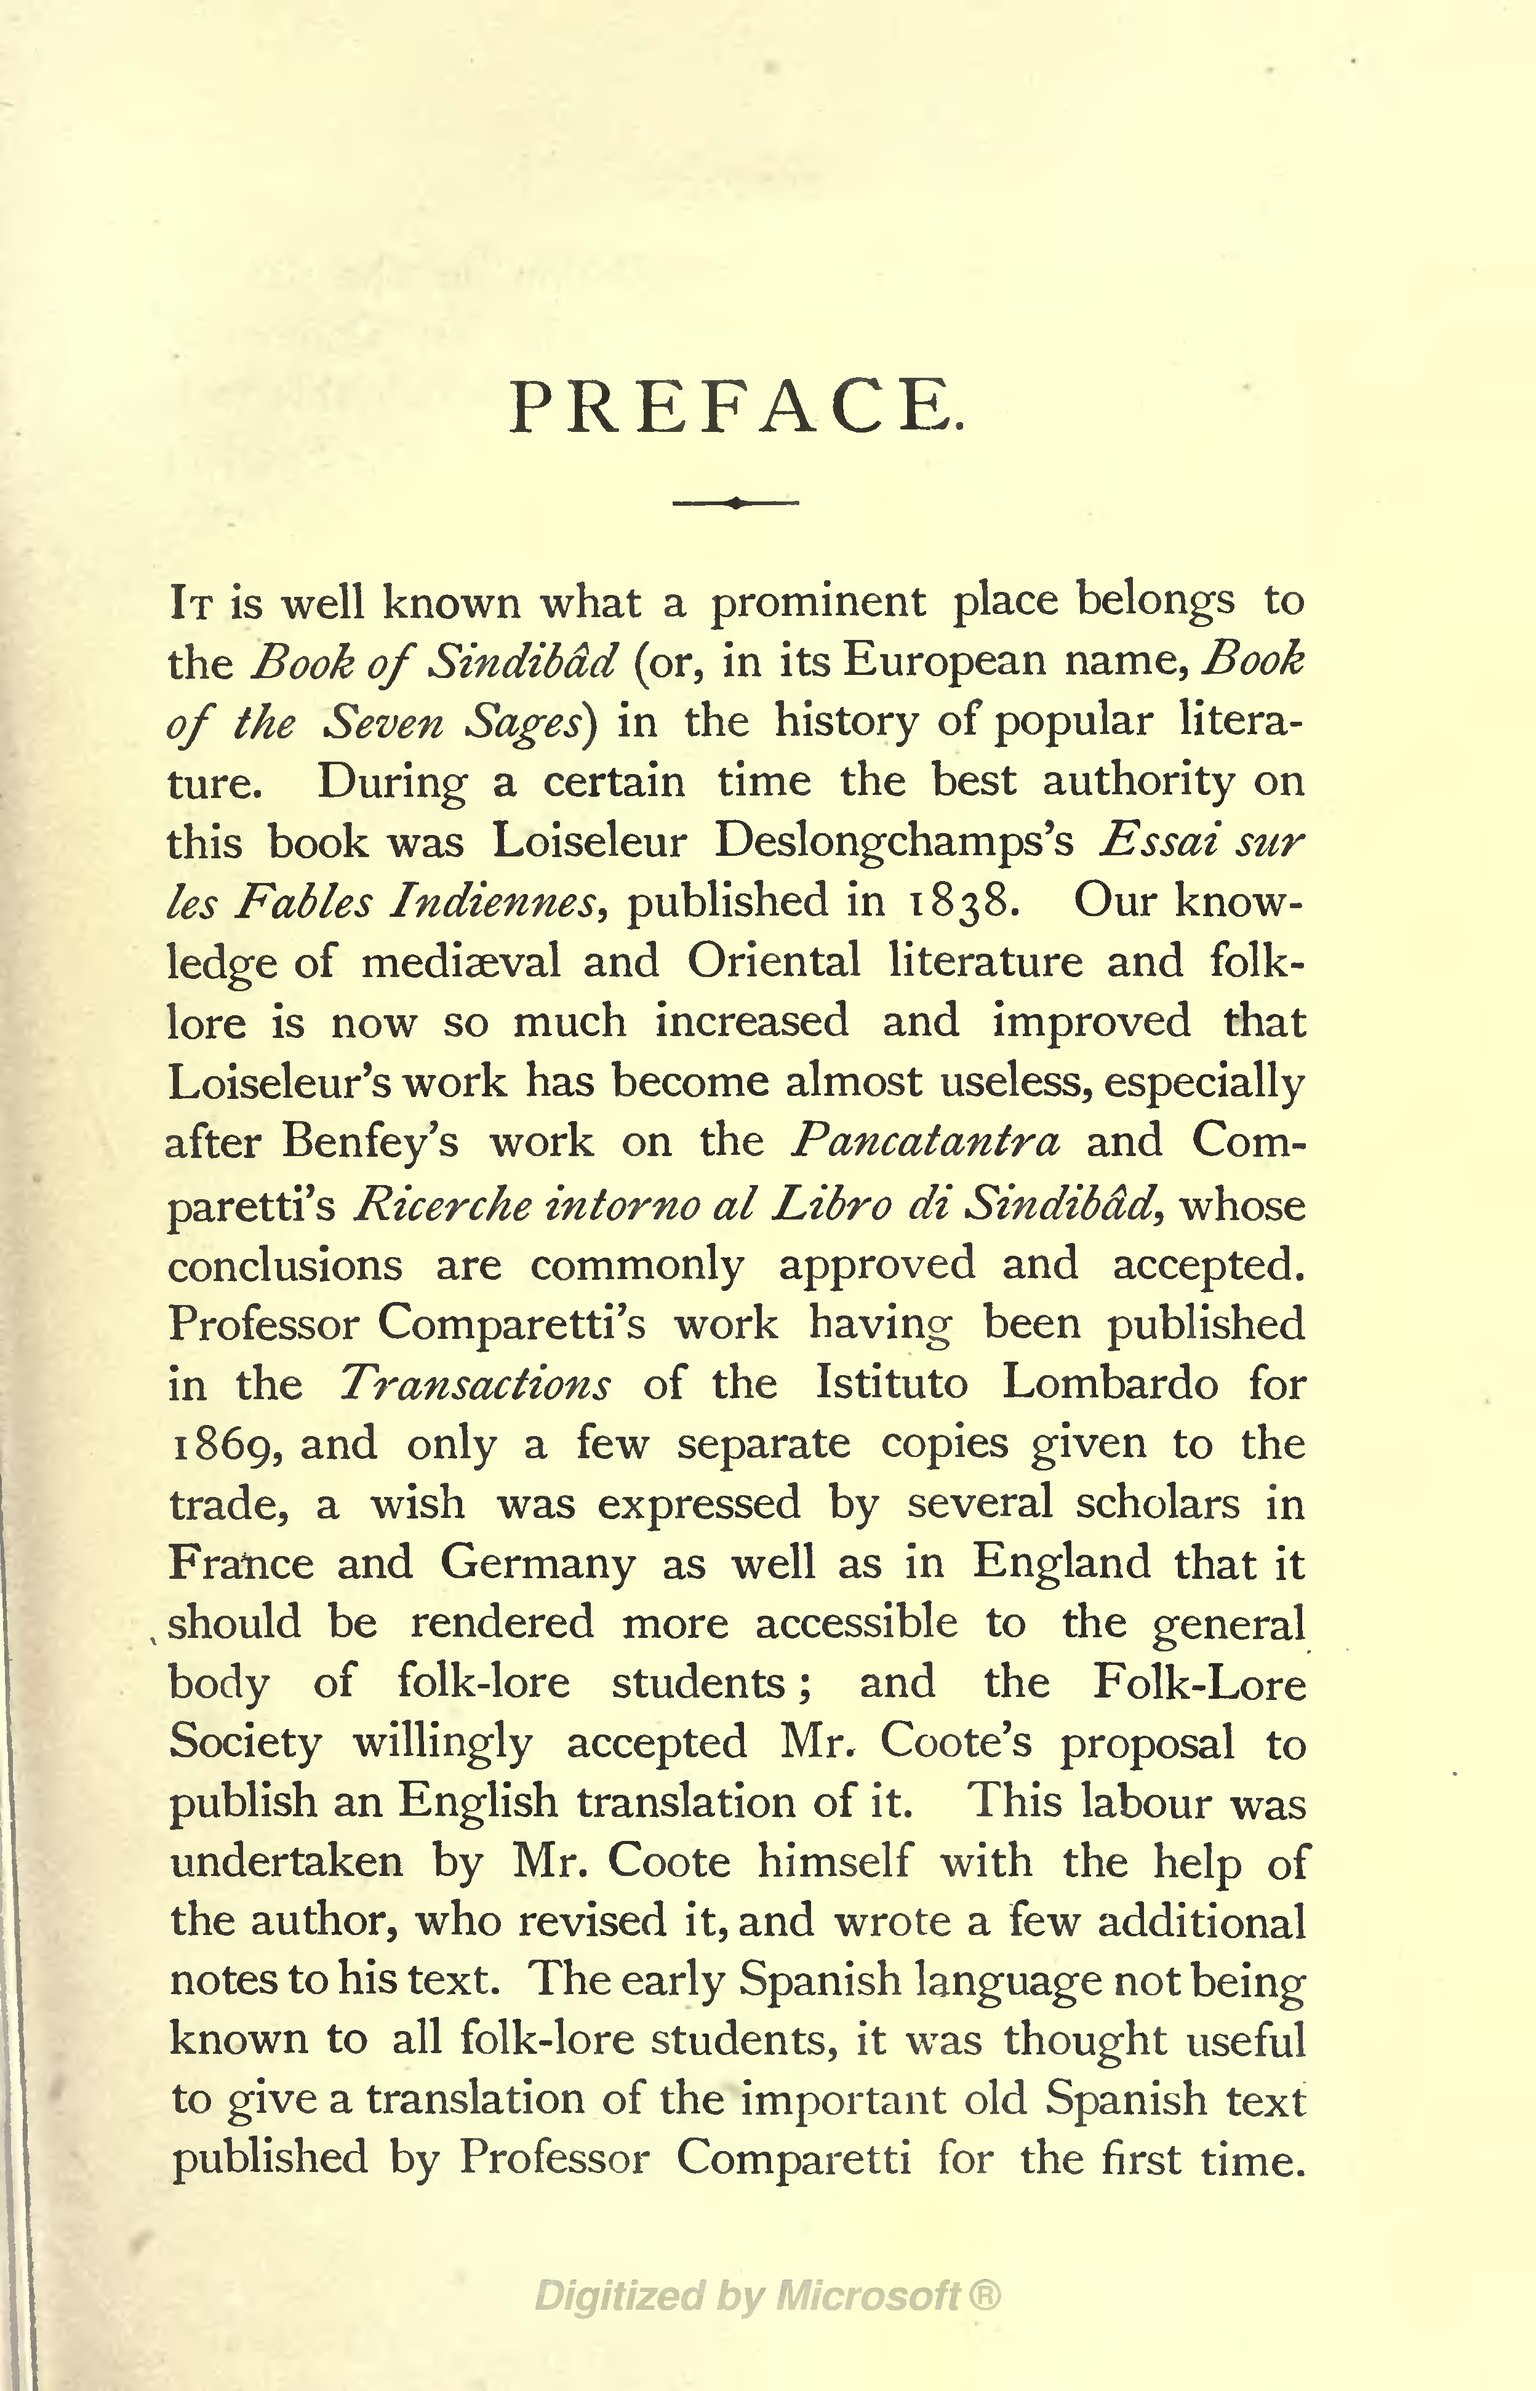 PREFACE.
IT is well known what a prominent place belongs to
the Book of Sindibâd (or, in its European name, Book
of the Seven Sages) in the history of popular litera-
ture. During a certain time the best authority on
this book was Loiseleur Deslongchamps's Essai sur
les Fables Indiennes, published in 1838. Our know-
ledge of mediæval and Oriental literature and folk-
lore is now so much increased and improved that
Loiseleur's work has become almost useless, especially
after Benfey's work on the Pancatantra and Com-
paretti's Ricerche intorno al Libro di Sindibâd, whose
conclusions are commonly approved and accepted.
Professor Comparetti's work having been published
in the Transactions of the Istituto Lombardo for
1869, and only a few separate copies given to the
trade, a wish was expressed by several scholars in
France and Germany as well as in England that it
should be rendered more accessible to the general
body of folk-lore students; and the Folk-Lore
Society willingly accepted Mr. Coote's proposal to
publish an English translation of it. This labour was
undertaken by Mr. Coote himself with the help of
the author, who revised it, and wrote a few additional
notes to his text. The early Spanish language not being
known to all folk-lore students, it was thought useful
to give a translation of the important old Spanish text
published by Professor Comparetti for the first time.
Digitized by Microsoft ®